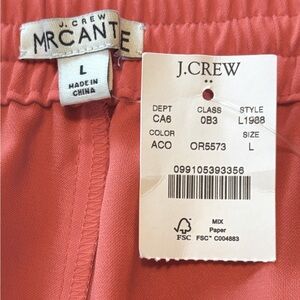 J. CREW
MERCANTE
L
MADE IN
CHINA
J.CREW
DEPT CLASS STYLE
CA6 0B3 L1988
COLOR SIZE
ACO OR5573 L
099105393356
FSC
MIX
Paper
FSC® C004883